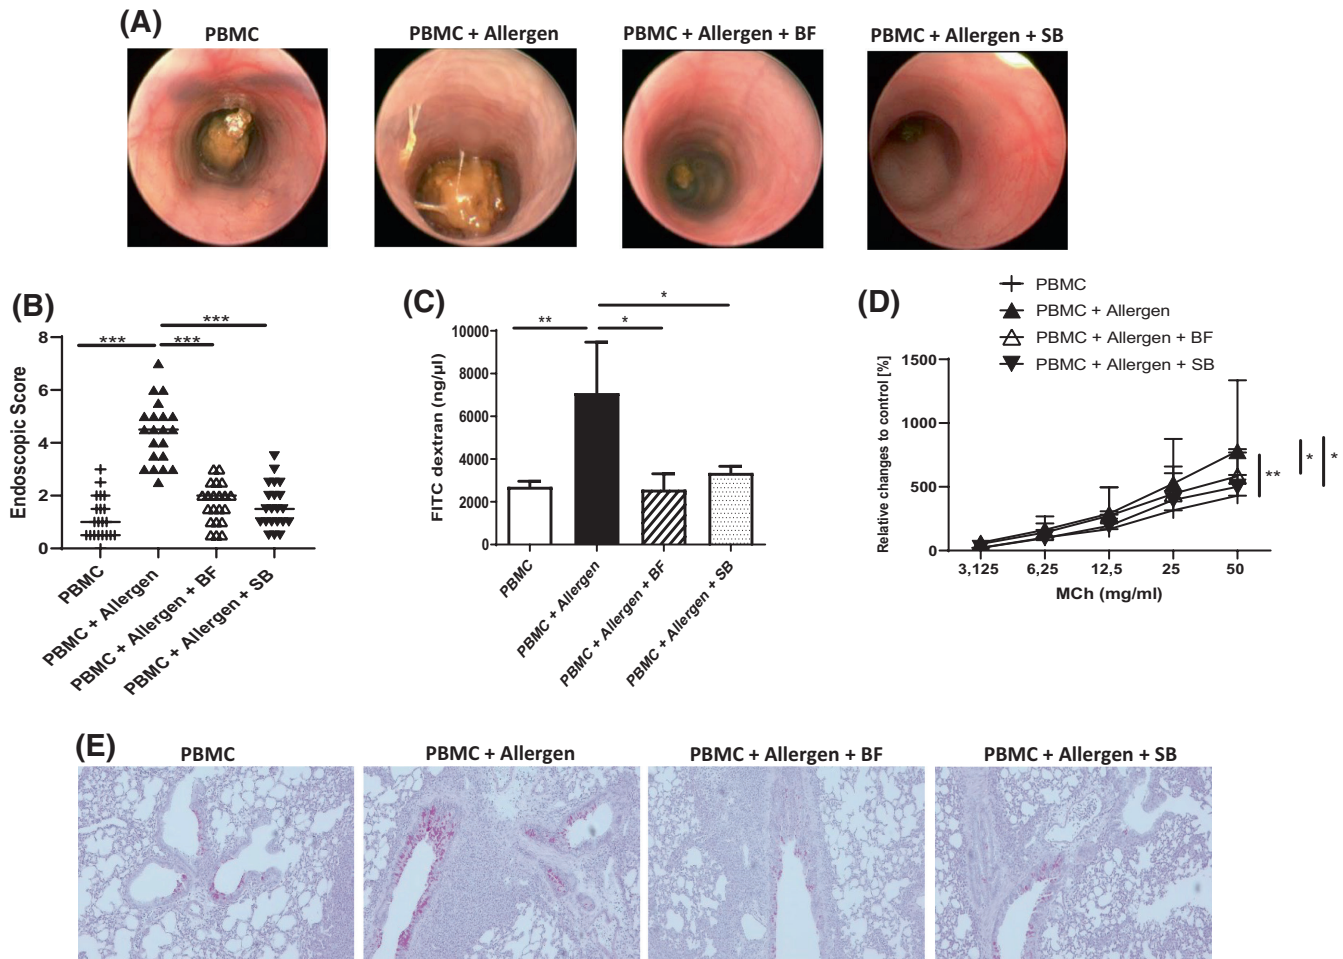 (A)
PBMC
PBMC + Allergen
PBMC + Allergen + BF
PBMC + Allergen + SB
(B)
***
***
***
Endoscopic Score
8
6
4
2
0
PBMC
PBMC + Allergen
PBMC + Allergen + BF
PBMC + Allergen + SB
(C)
*
**
*
FITC dextran (ng/µl)
10000
8000
6000
4000
2000
0
PBMC
PBMC + Allergen
PBMC + Allergen + BF
PBMC + Allergen + SB
(D)
PBMC
PBMC + Allergen
PBMC + Allergen + BF
PBMC + Allergen + SB
Relative changes to control [%]
1500
1000
500
0
**
*
*
3,125
6,25
12,5
25
50
MCh (mg/ml)
(E)
PBMC
PBMC + Allergen
PBMC + Allergen + BF
PBMC + Allergen + SB